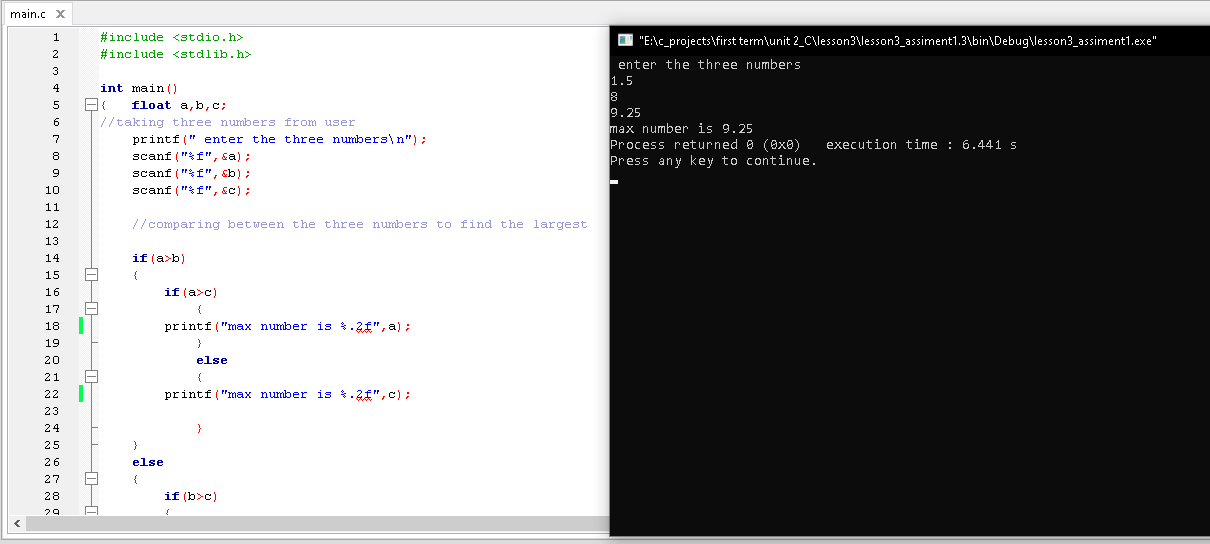 main.c
1 #include <stdio.h>
2 #include <stdlib.h>
3
4 int main()
5 { float a,b,c;
6 //taking three numbers from user
7 printf(" enter the three numbers\n");
8 scanf("%f",&a);
9 scanf("%f",&b);
10 scanf("%f",&c);
11
12 //comparing between the three numbers to find the largest
13
14 if(a>b)
15 {
16 if(a>c)
17 {
18 printf("max number is %.2f",a);
19 }
20 else
21 {
22 printf("max number is %.2f",c);
23
24 }
25 }
26 else
27 {
28 if(b>c)
29 {
"E:\c_projects\first term\unit 2_C\lesson3\lesson3_assiment1.3\bin\Debug\lesson3_assiment1.exe"
enter the three numbers
1.5
8
9.25
max number is 9.25
Process returned 0 (0x0) execution time : 6.441 s
Press any key to continue.